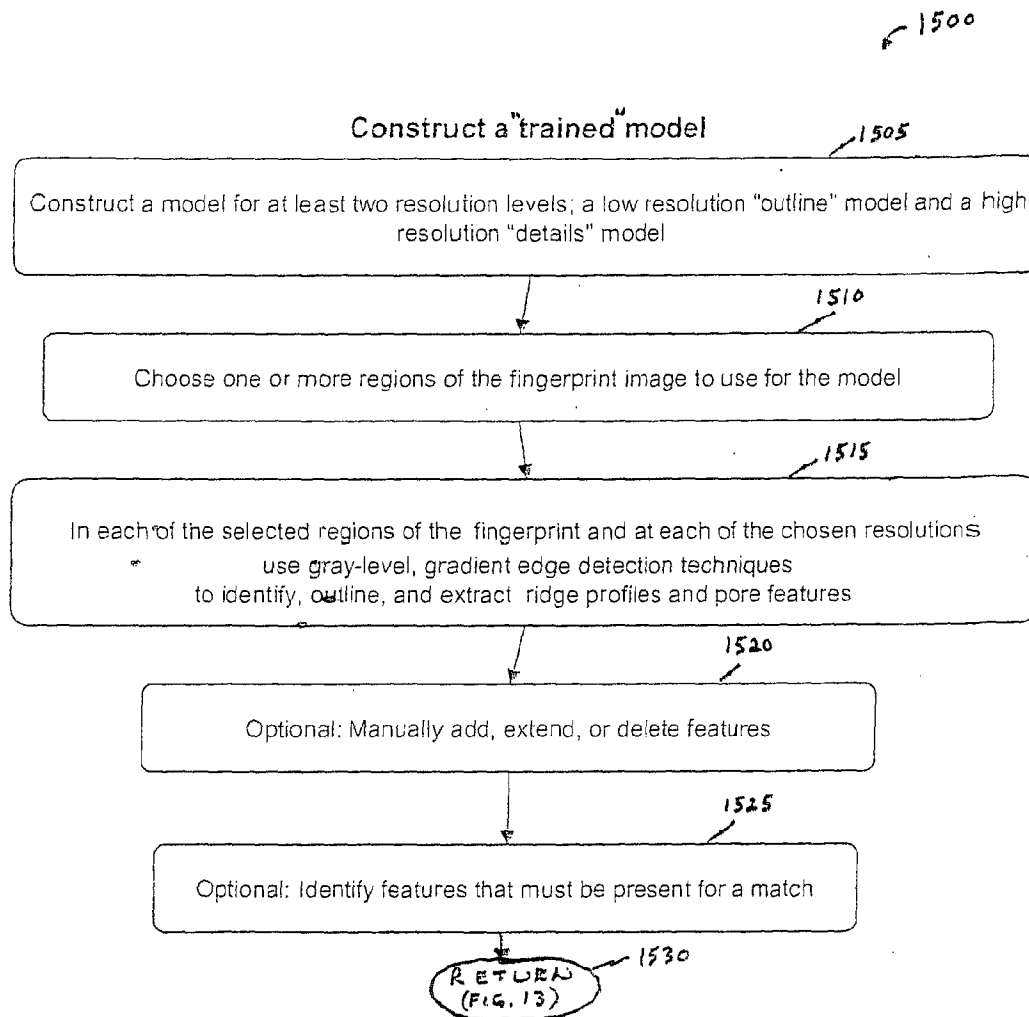 1500
Construct a "trained" model
1505
Construct a model for at least two resolution levels; a low resolution "outline" model and a high
resolution "details" model
1510
Choose one or more regions of the fingerprint image to use for the model
1515
In each of the selected regions of the fingerprint and at each of the chosen resolutions
use gray-level, gradient edge detection techniques
to identify, outline, and extract ridge profiles and pore features
1520
Optional: Manually add, extend, or delete features
1525
Optional: Identify features that must be present for a match
1530
RETURN
(FIG. 13)